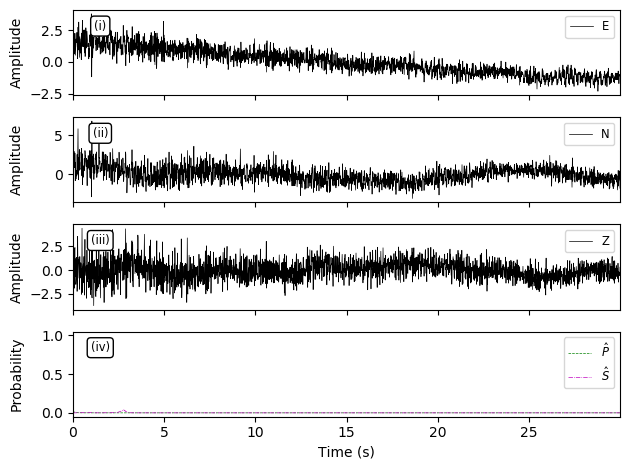 Amplitude
2.5
0.0
−2.5
(i)
E
Amplitude
5
0
(ii)
N
Amplitude
2.5
0.0
−2.5
(iii)
Z
Probability
1.0
0.5
0.0
(iv)
P̂
Ŝ
0 5 10 15 20 25
Time (s)